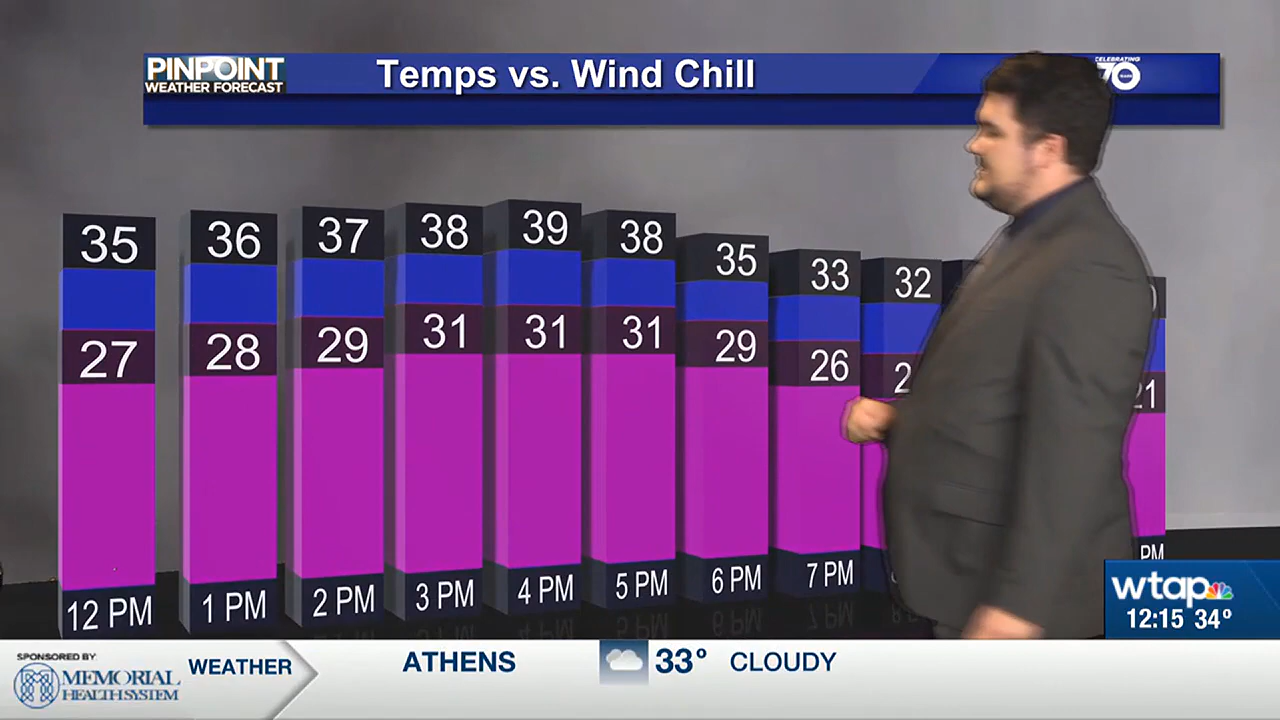 PINPOINT
WEATHER FORECAST
Temps vs. Wind Chill
CELEBRATING
70
35 36 37 38 39 38 35 33 32
27 28 29 31 31 31 29 26
12 PM 1 PM 2 PM 3 PM 4 PM 5 PM 6 PM 7 PM PM
wtap
12:15 34°
SPONSORED BY:
MEMORIAL
HEALTH SYSTEM
WEATHER
ATHENS 33° CLOUDY